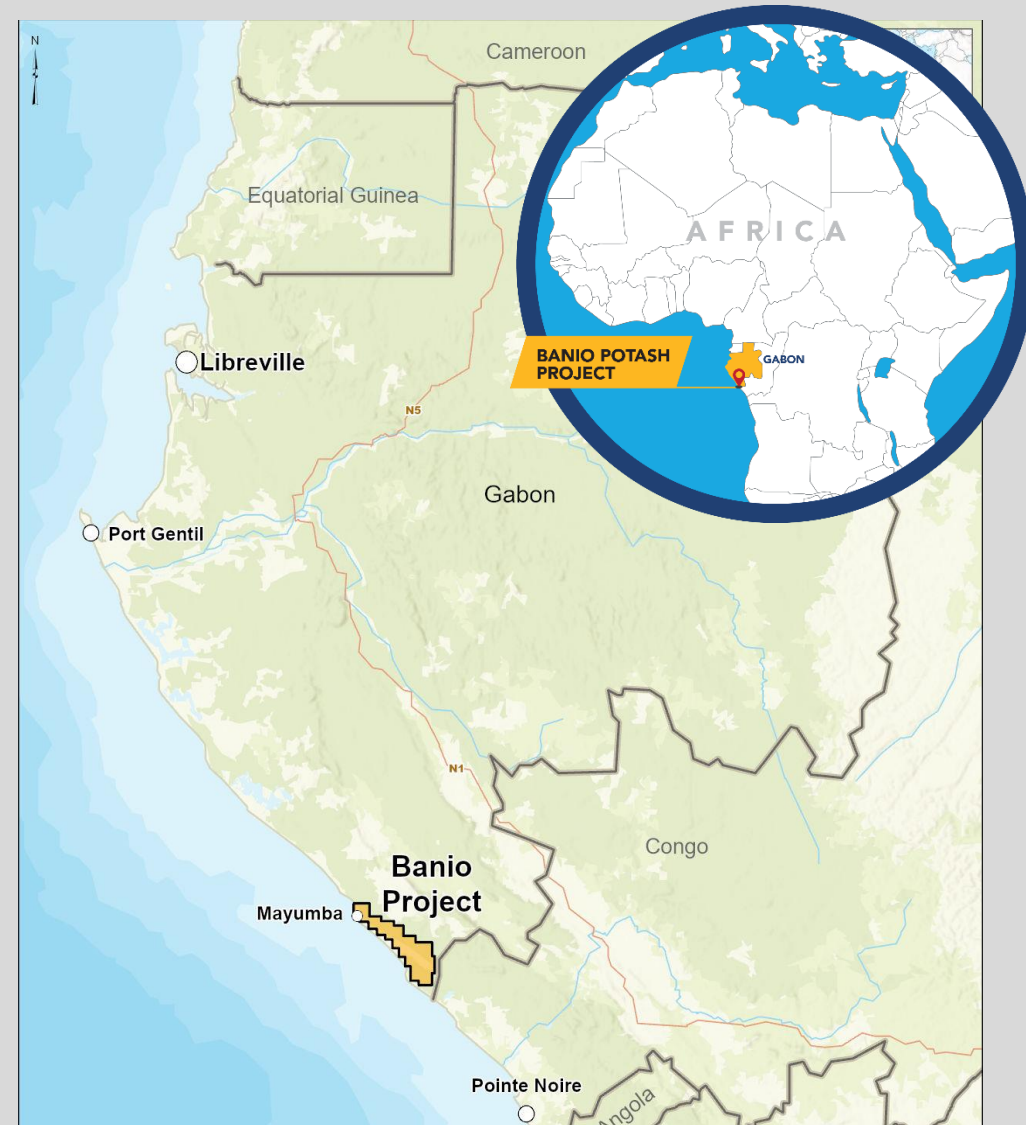 N
Cameroon
Equatorial Guinea
AFRICA
BANIO POTASH
PROJECT
GABON
Libreville
N5
Gabon
Port Gentil
N1
Congo
Banio
Project
Mayumba
Pointe Noire
Angola